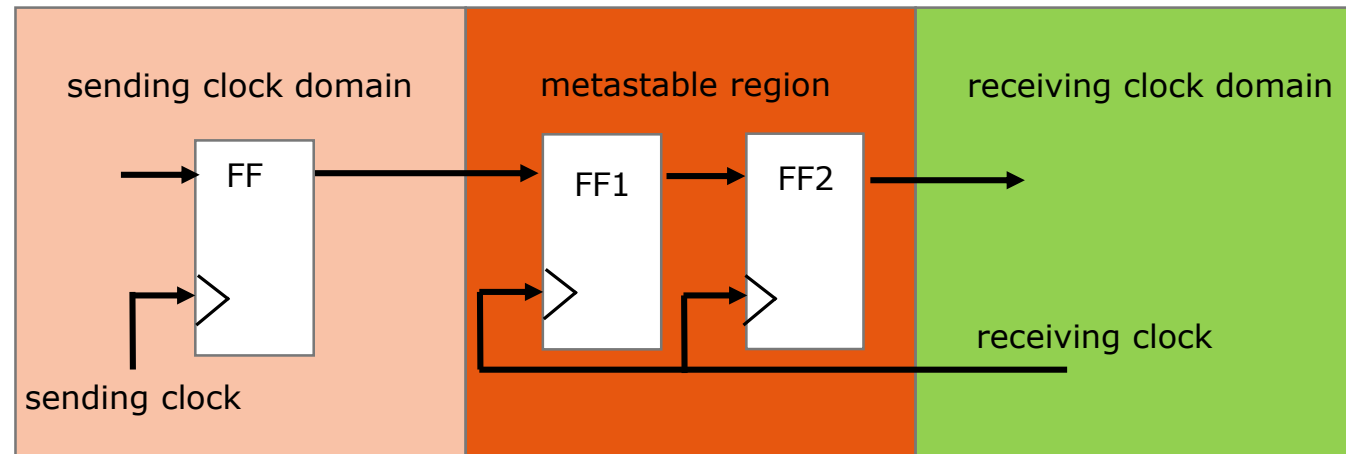 sending clock domain
metastable region
receiving clock domain
FF
FF1
FF2
sending clock
receiving clock